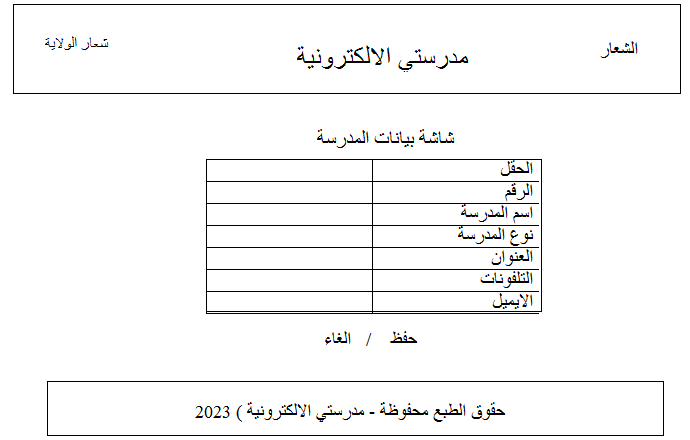 الشعار
مدرستي الالكترونية
شعار الولاية
شاشة بيانات المدرسة
الحقل
الرقم
اسم المدرسة
نوع المدرسة
العنوان
التلفونات
الايميل
حفظ / الغاء
حقوق الطبع محفوظة - مدرستي الالكترونية ) 2023